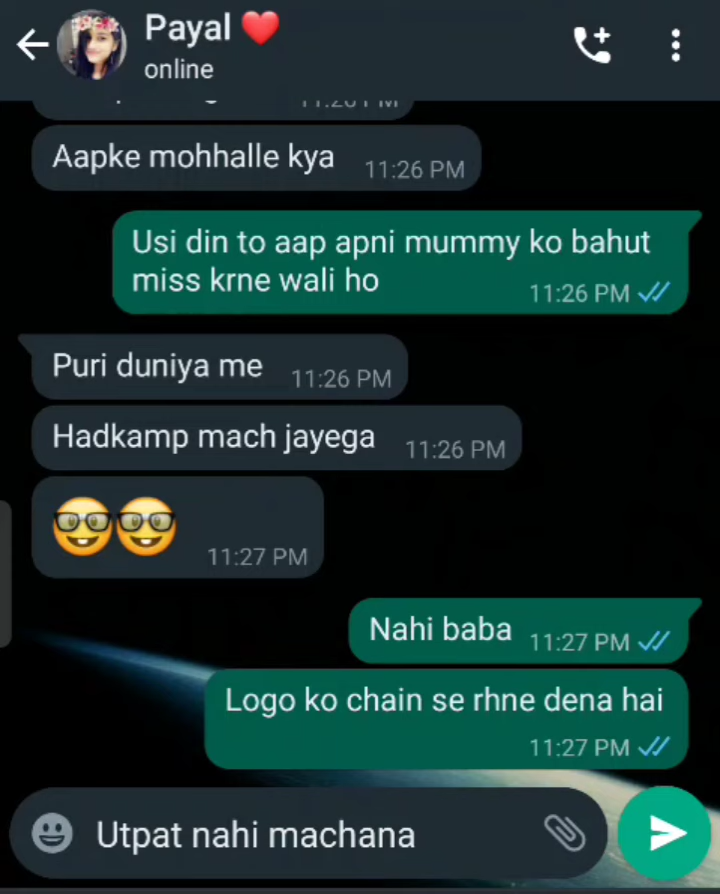 Payal ❤️
online
Aapke mohhalle kya 11:26 PM
Usi din to aap apni mummy ko bahut
miss krne wali ho 11:26 PM
Puri duniya me 11:26 PM
Hadkamp mach jayega 11:26 PM
🤓🤓 11:27 PM
Nahi baba 11:27 PM
Logo ko chain se rhne dena hai
11:27 PM
Utpat nahi machana